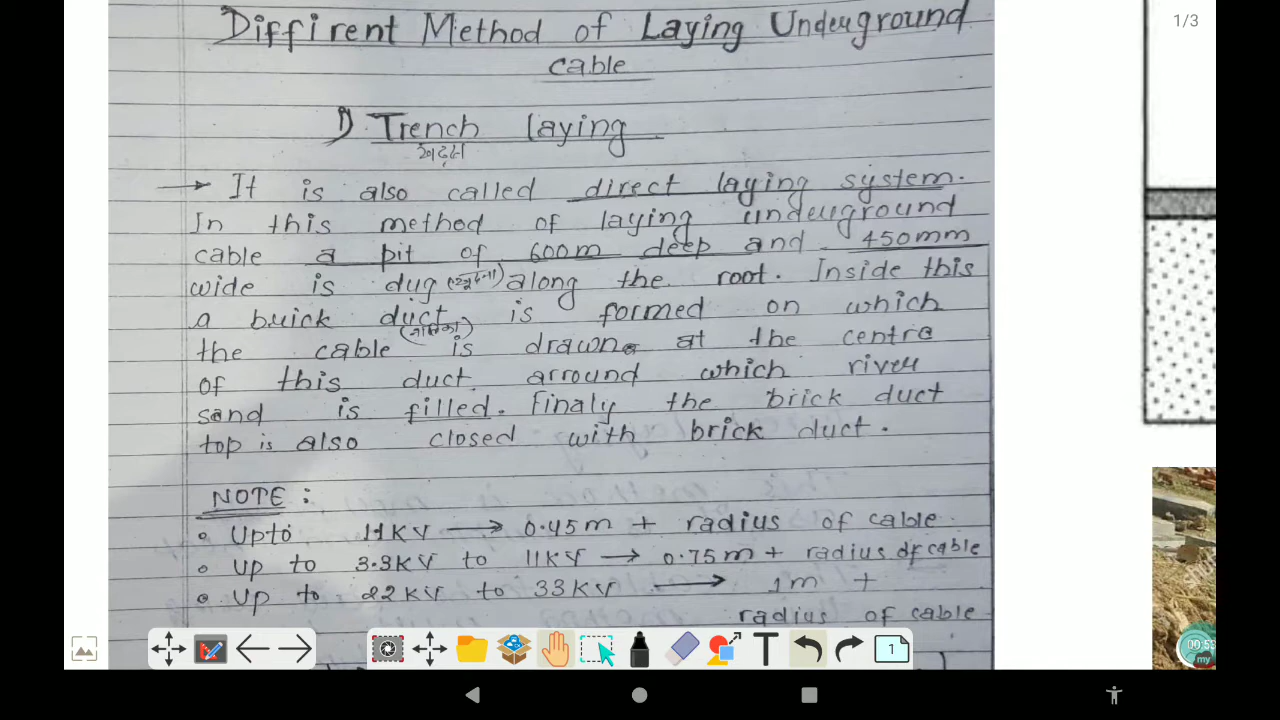 1/3
Diffirent Method of Laying Underground
cable
1) Trench laying
→ It is also called direct laying system.
In this method of laying underground
cable a pit of 600m deep and 450mm
wide is dug along the root. Inside this
a brick duct is formed on which
the cable is drawn at the centre
of this duct. arround which river
sand is filled. Finaly the brick duct
top is also closed with brick duct.
NOTE :
• Upto 11KV → 0.45m + radius of cable.
• up to 3.3KV to 11KV → 0.75m + radius of cable
• Up to 22KV to 33KV → 1m +
radius of cable
T
1
00:53
my